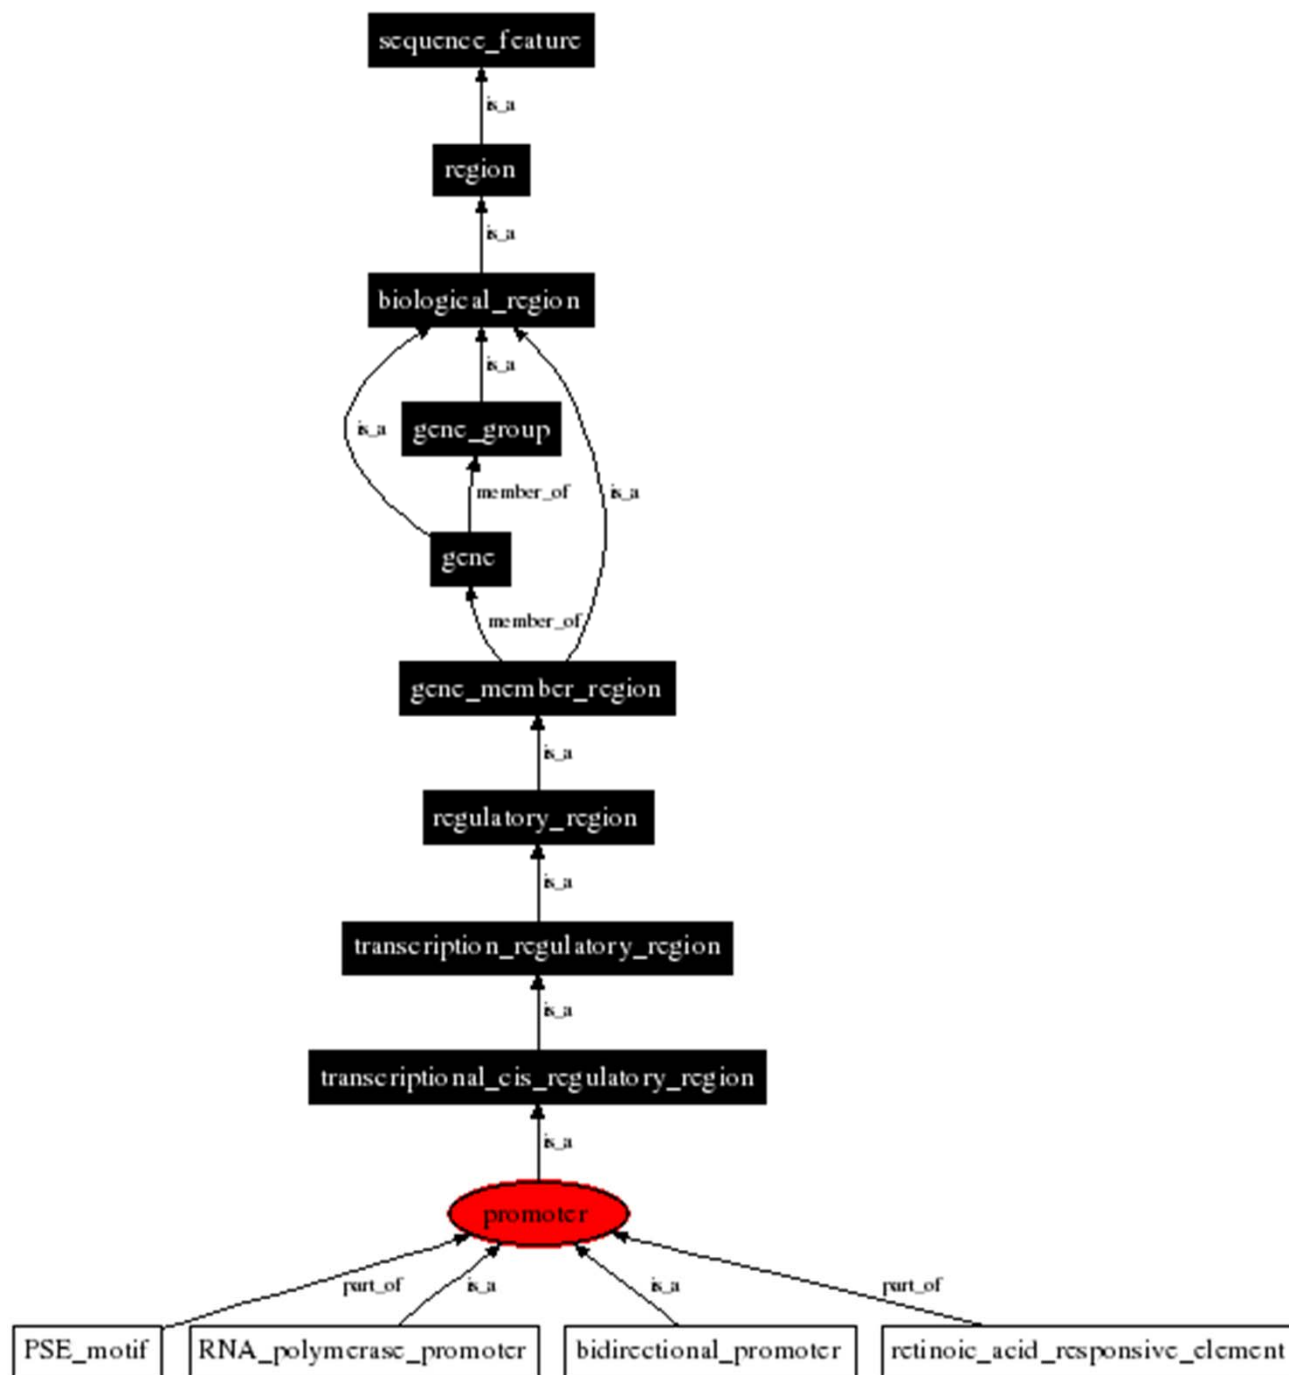 sequence_feature
is_a
region
is_a
biological_region
is_a
is_a
gene_group
member_of
is_a
gene
member_of
gene_member_region
is_a
regulatory_region
is_a
transcription_regulatory_region
is_a
transcriptional_cis_regulatory_region
is_a
promoter
part_of
is_a
is_a
part_of
PSE_motif
RNA_polymerase_promoter
bidirectional_promoter
retinoic_acid_responsive_element